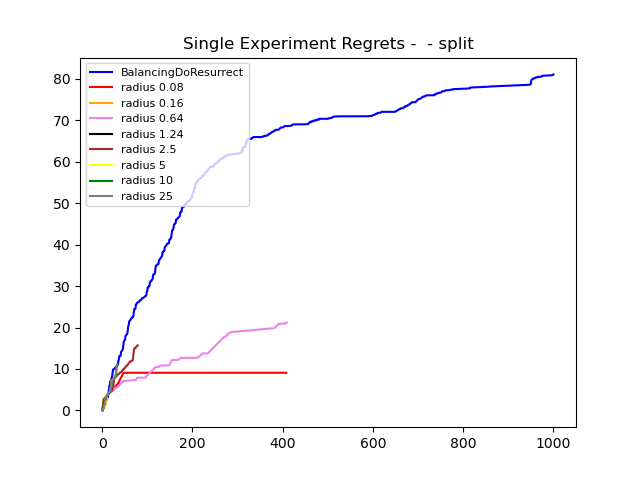 Single Experiment Regrets -  - split
BalancingDoResurrect
radius 0.08
radius 0.16
radius 0.64
radius 1.24
radius 2.5
radius 5
radius 10
radius 25
80
70
60
50
40
30
20
10
0
0 200 400 600 800 1000